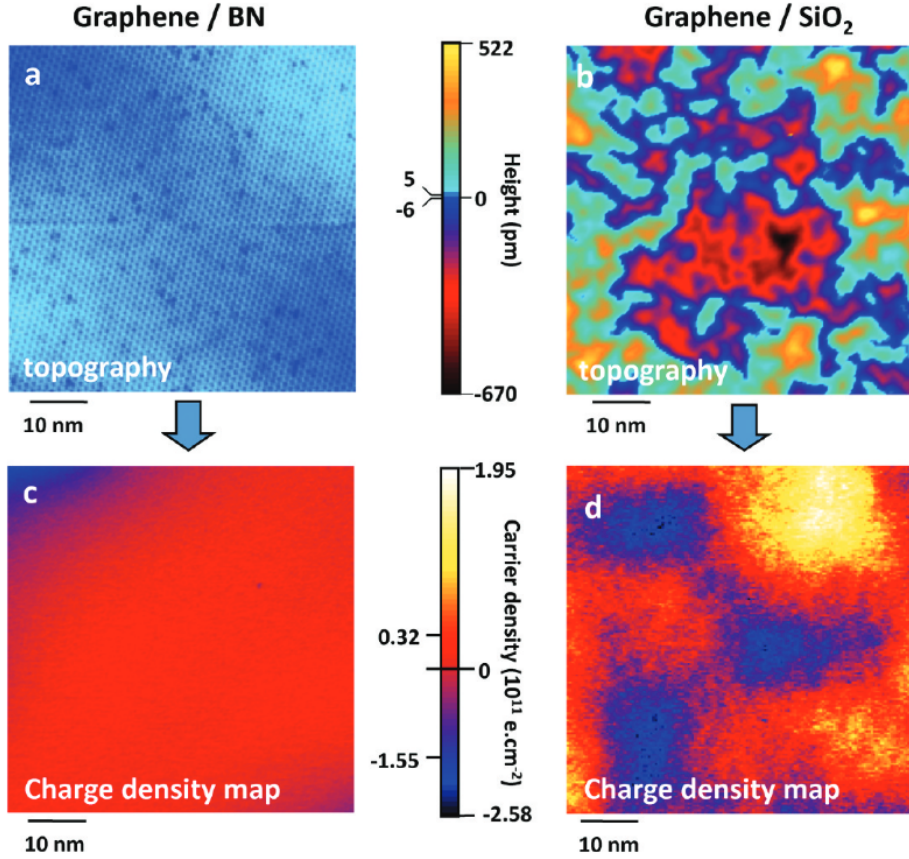 Graphene / BN
Graphene / SiO₂
a
topography
10 nm
522
5
-6
0
-670
Height (pm)
b
topography
10 nm
c
Charge density map
10 nm
1.95
0.32
0
-1.55
-2.58
Carrier density (10¹¹ e.cm⁻²)
d
Charge density map
10 nm